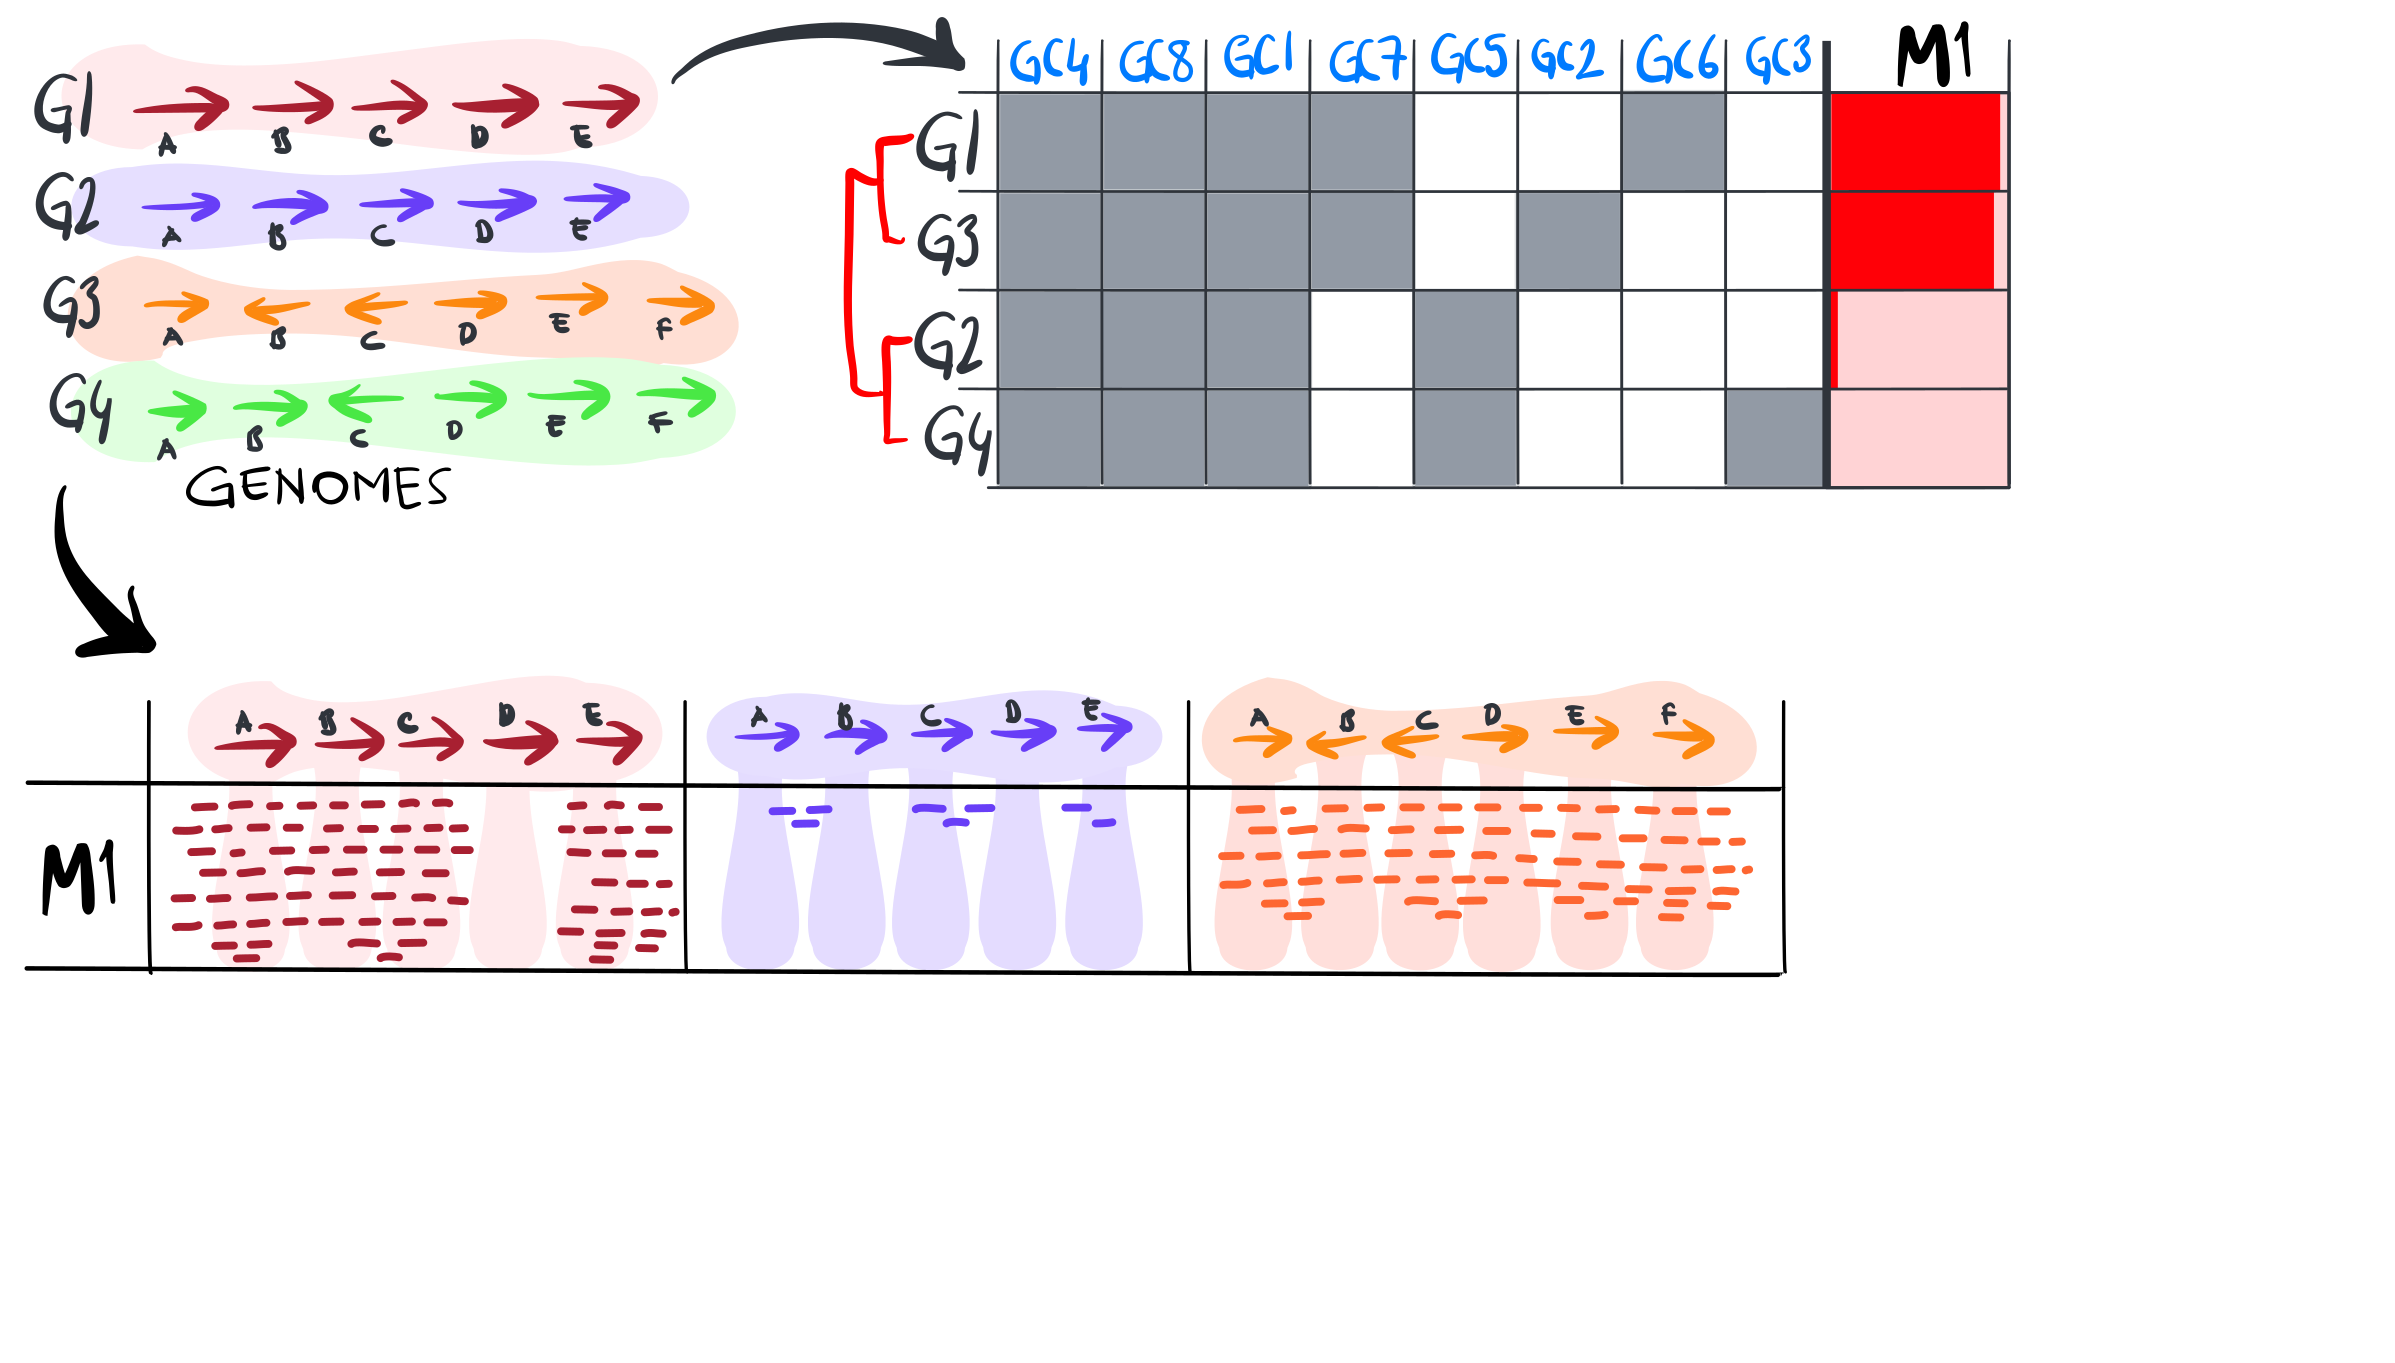 G1
A B C D E
G2
A B C D E
G3
A B C D E F
G4
A B C D E F
GENOMES
GC4 GC8 GC1 GC7 GC5 GC2 GC6 GC3 M1
G1
G3
G2
G4
A B C D E A B C D E A B C D E F
M1